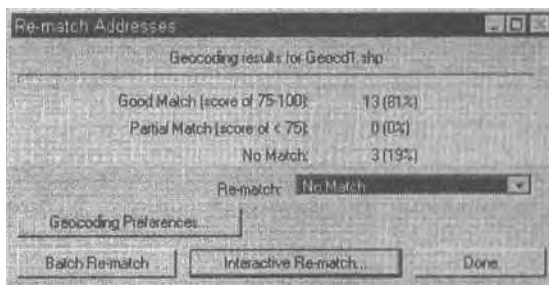 Re-match Addresses
Geocoding results for Geocd1.shp
Good Match (score of 75-100): 13 (81%)
Partial Match (score of < 75): 0 (0%)
No Match: 3 (19%)
Re-match: No Match
Geocoding Preferences...
Batch Re-match Interactive Re-match... Done